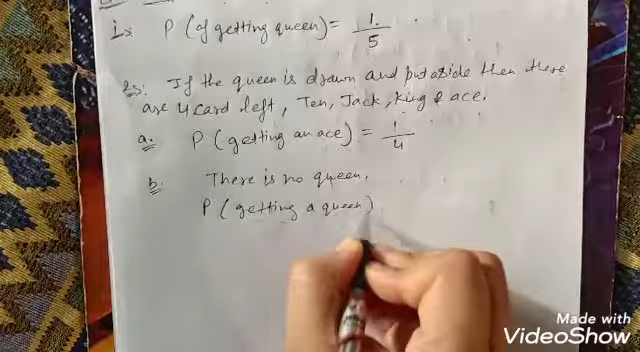 i. P (of getting queen) = 1/5
ii. If the queen is drawn and put aside then there
are 4 card left, Ten, Jack, King & ace.
a. P (getting an ace) = 1/4
b. There is no queen.
P (getting a queen)
Made with
VideoShow